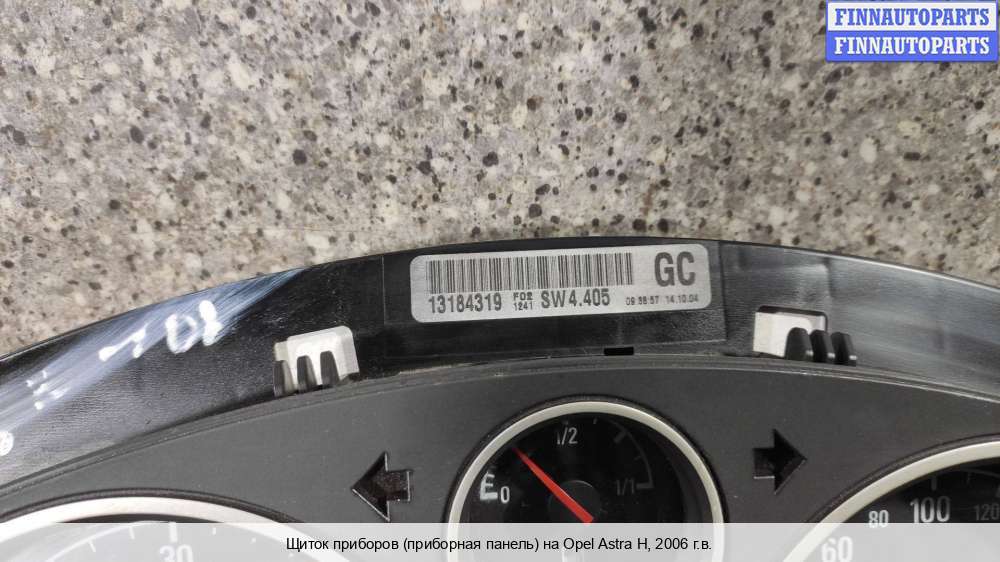 FINNAUTOPARTS
FINNAUTOPARTS
GC
13184319 F02 1241 SW4.405 09:38:57 14.10.04
1/2
0
1/1
30
60
80
100
120
Щиток приборов (приборная панель) на Opel Astra H, 2006 г.в.